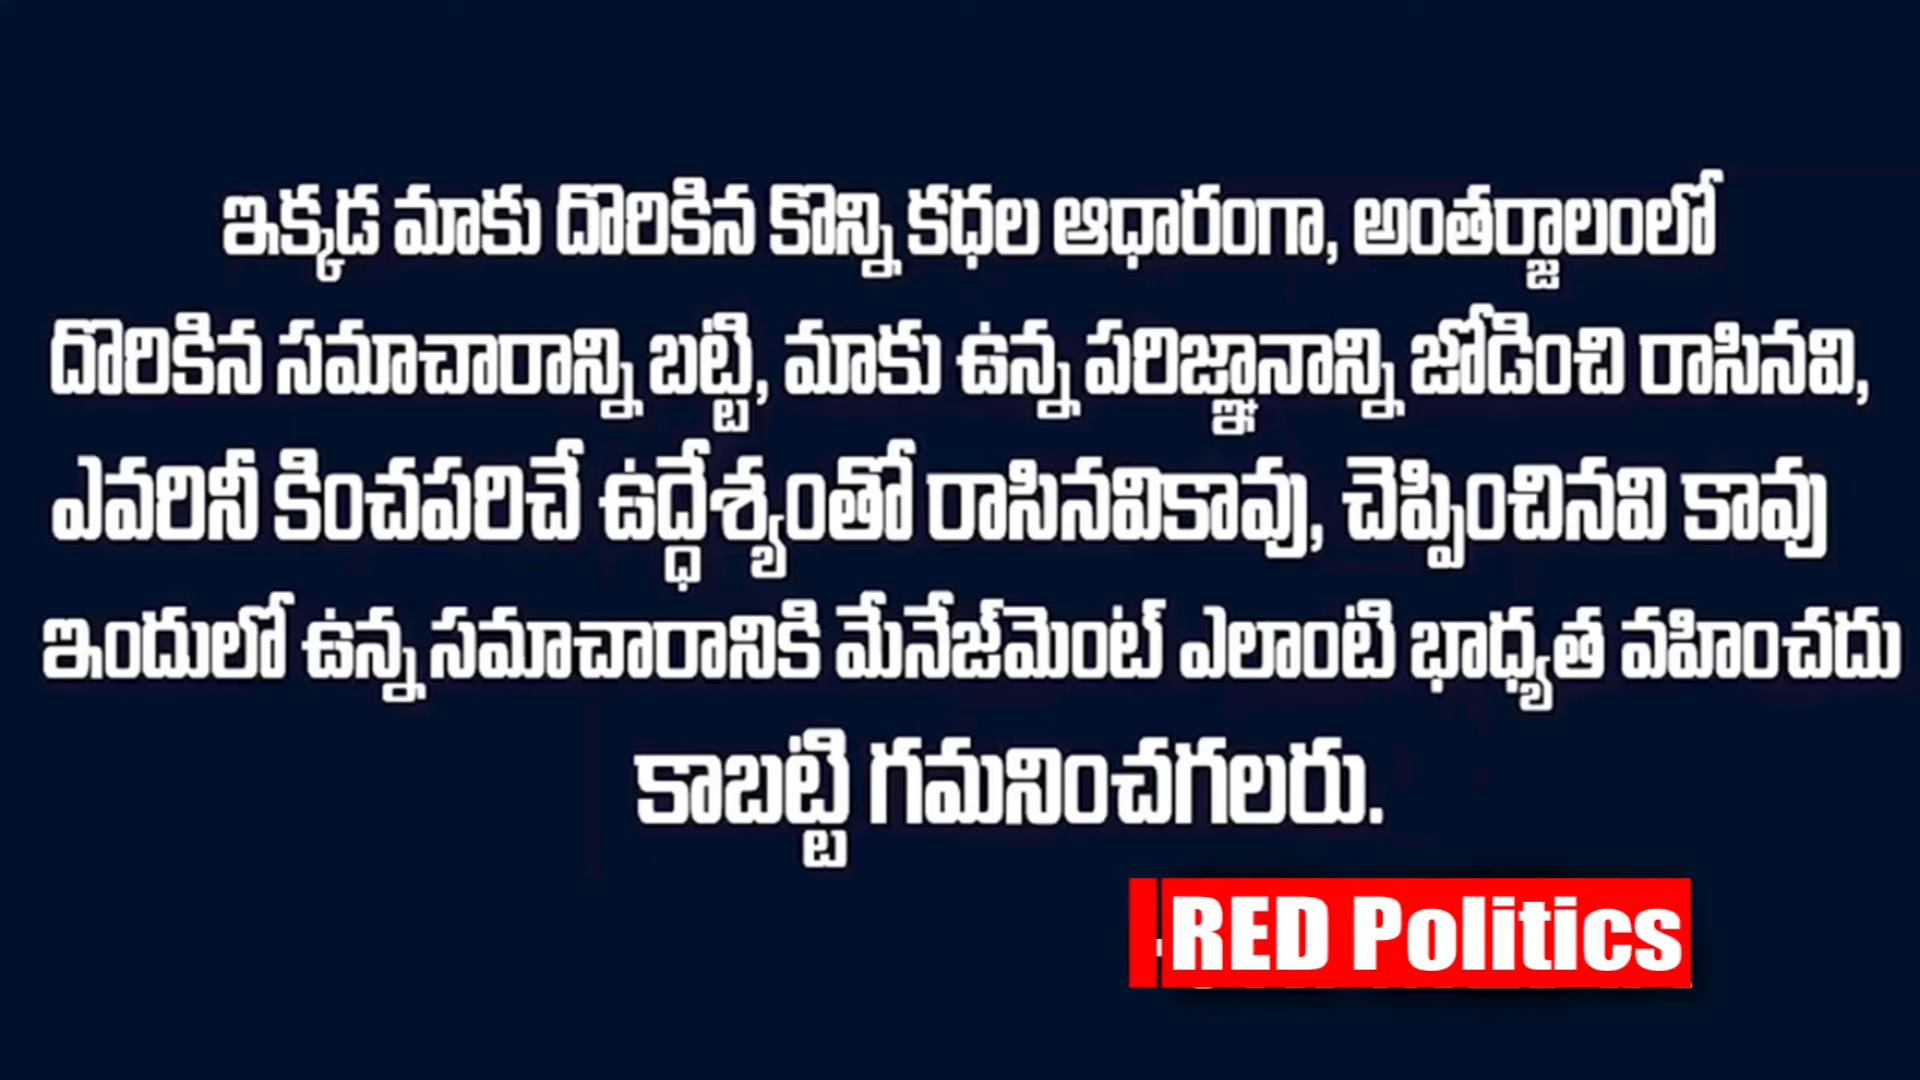 ఇక్కడ మాకు దొరికిన కొన్ని కధల ఆధారంగా, అంతర్జాలంలో
దొరికిన సమాచారాన్ని బట్టి, మాకు ఉన్న పరిజ్ఞానాన్ని జోడించి రాసినవి,
ఎవరినీ కించపరిచే ఉద్ధేశ్యంతో రాసినవికావు, చెప్పించినవి కావు
ఇందులో ఉన్న సమాచారానికి మేనేజ్‌మెంట్ ఎలాంటి భాధ్యత వహించదు
కాబట్టి గమనించగలరు.
RED Politics